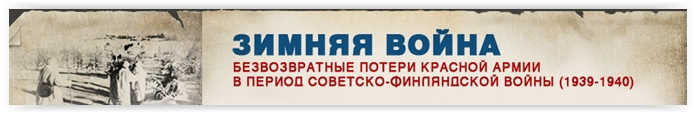 ЗИМНЯЯ ВОЙНА
БЕЗВОЗВРАТНЫЕ ПОТЕРИ КРАСНОЙ АРМИИ
В ПЕРИОД СОВЕТСКО-ФИНЛЯНДСКОЙ ВОЙНЫ (1939-1940)